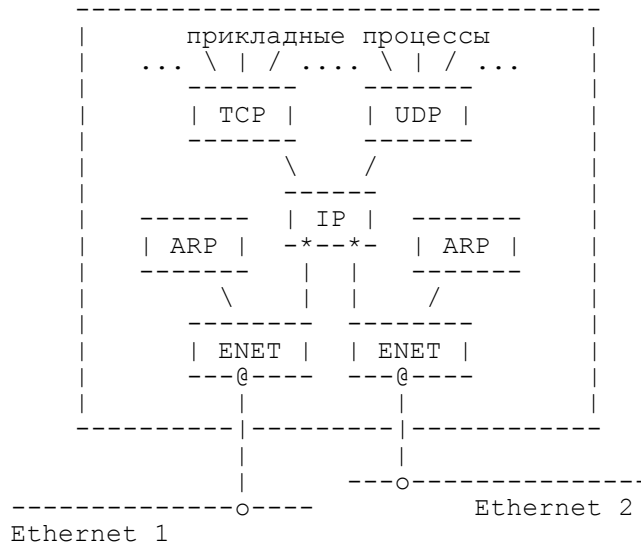 прикладные процессы
... \ | / .... \ | / ...
TCP UDP
IP
ARP ARP
ENET ENET
Ethernet 2
Ethernet 1